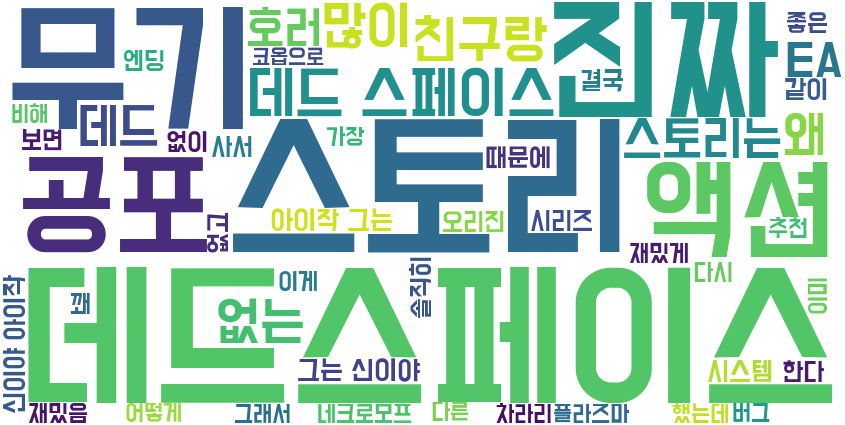 무기
진짜
호러
많이
친구랑
좋은
EA
엔딩
코옵으로
데드 스페이스
결국
같이
비해
데드
보면
없이
사서
가장
때문에
스토리는
왜
공포
스토리
액션
없고
아이작 그는
오리진
시리즈
추천
재밌게
데드스페이스
신이야 아이작
꽤
없는
이게
솔직히
다시
이미
그는 신이야
시스템
한다
재밌음
어떻게
그래서
네크로모프
다른
차라리
플라즈마
했는데
버그